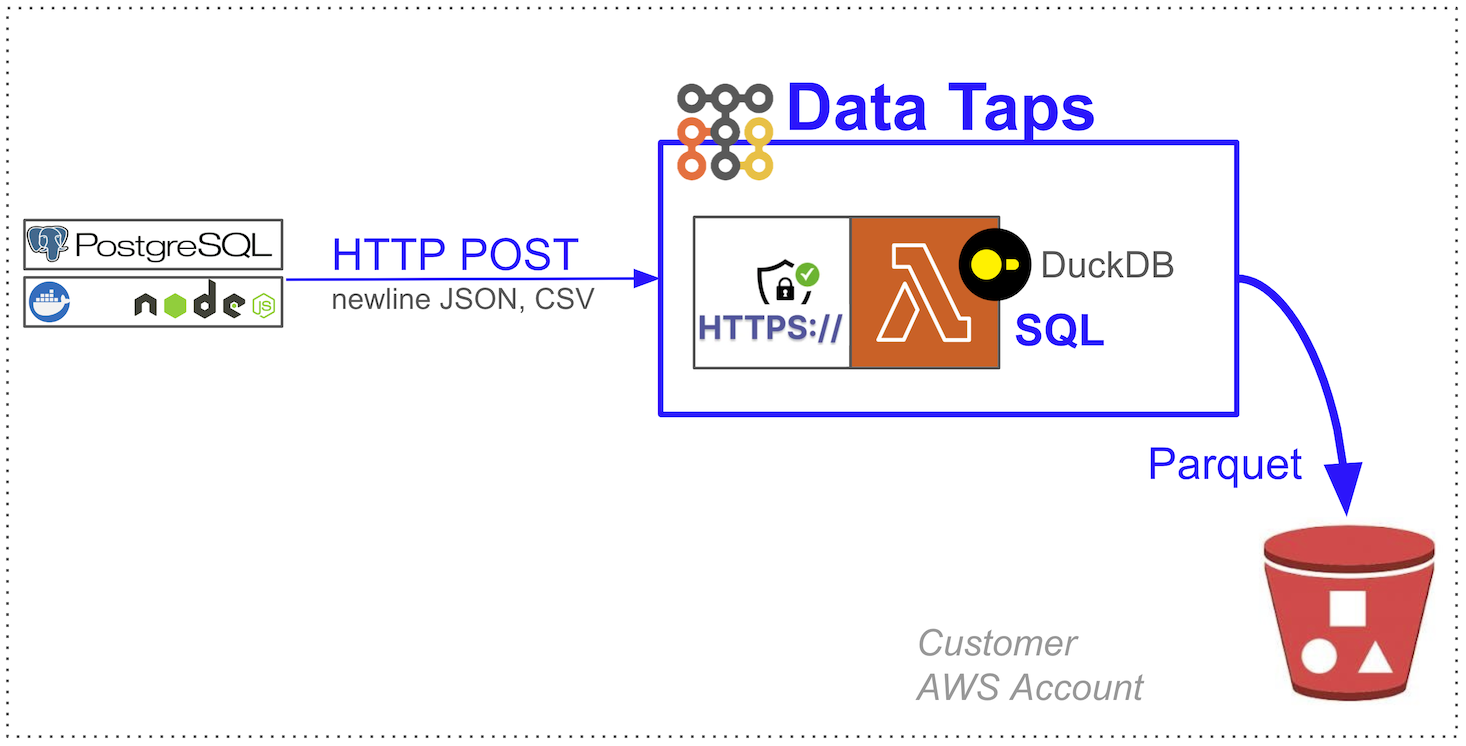 Data Taps
PostgreSQL
HTTP POST
node
JS
newline JSON, CSV
HTTPS://
DuckDB
SQL
Parquet
Customer
AWS Account